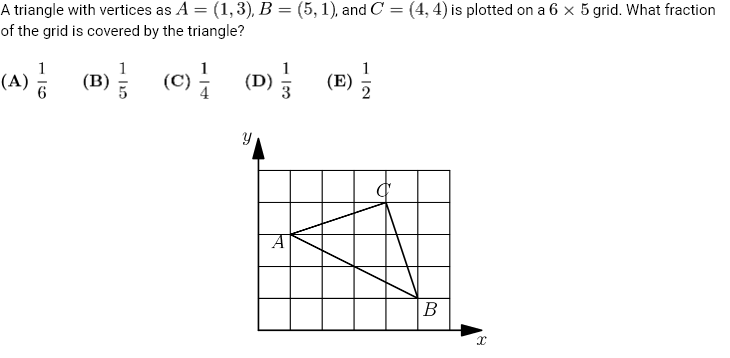 A triangle with vertices as A = (1, 3), B = (5, 1), and C = (4, 4) is plotted on a 6 × 5 grid. What fraction
of the grid is covered by the triangle?
(A) 1/6 (B) 1/5 (C) 1/4 (D) 1/3 (E) 1/2
y
C
A
B
x